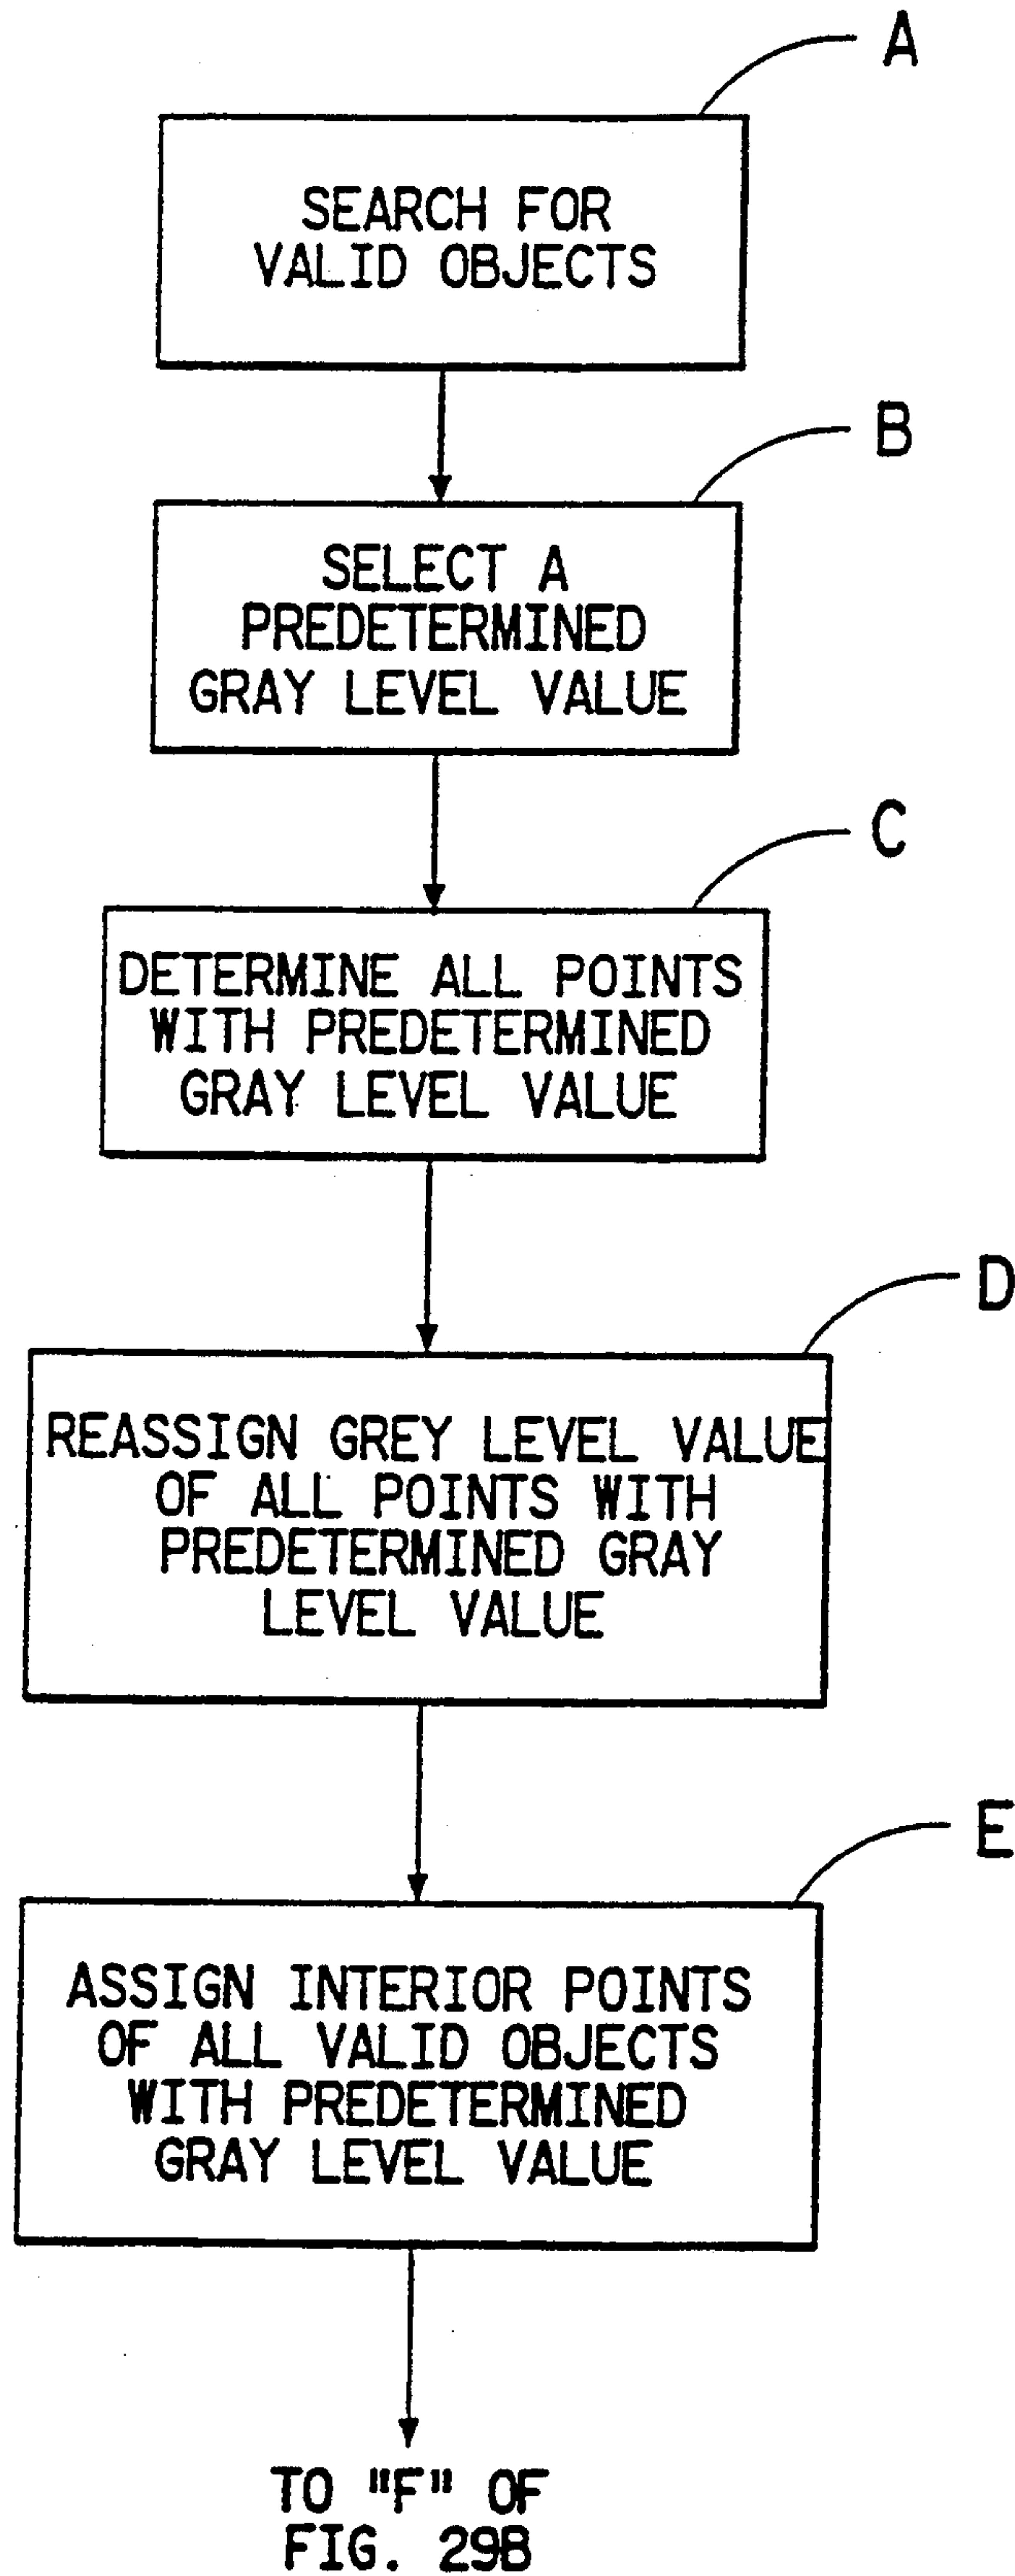 A
SEARCH FOR
VALID OBJECTS
B
SELECT A
PREDETERMINED
GRAY LEVEL VALUE
C
DETERMINE ALL POINTS
WITH PREDETERMINED
GRAY LEVEL VALUE
D
REASSIGN GREY LEVEL VALUE
OF ALL POINTS WITH
PREDETERMINED GRAY
LEVEL VALUE
E
ASSIGN INTERIOR POINTS
OF ALL VALID OBJECTS
WITH PREDETERMINED
GRAY LEVEL VALUE
TO "F" OF
FIG. 29B